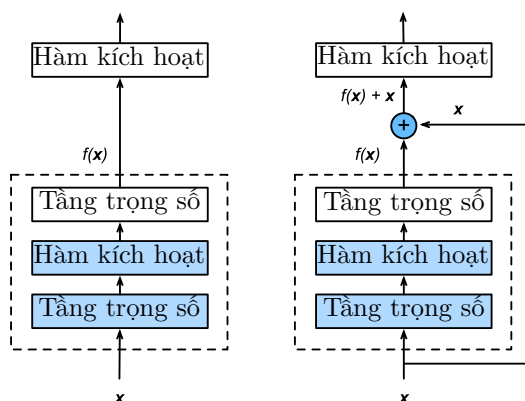 Hàm kích hoạt
f(x)
Tầng trọng số
Hàm kích hoạt
Tầng trọng số
x
Hàm kích hoạt
f(x) + x
x
+
f(x)
Tầng trọng số
Hàm kích hoạt
Tầng trọng số
x